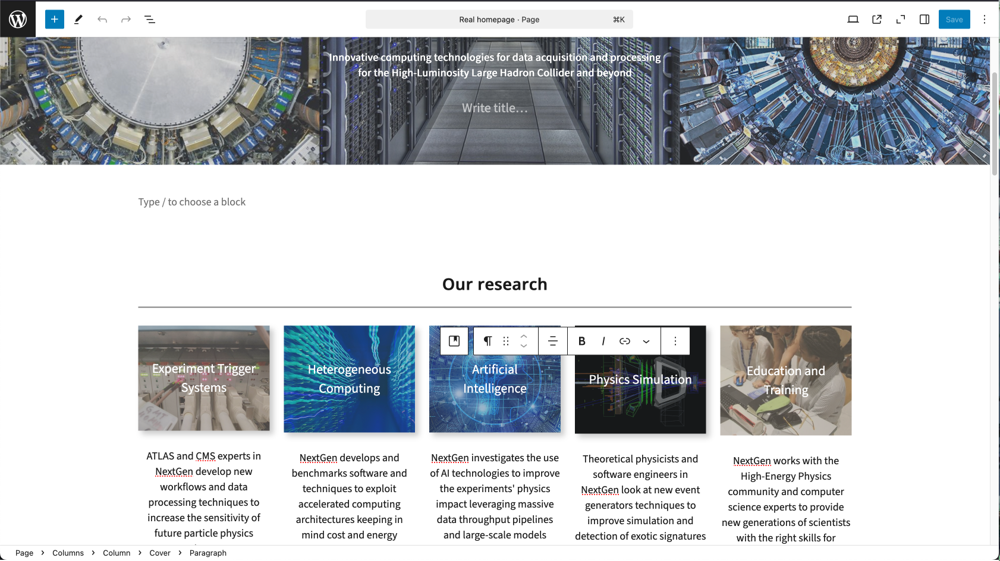 Real homepage · Page
⌘K
Save
Innovative computing technologies for data acquisition and processing
for the High-Luminosity Large Hadron Collider and beyond
Write title…
Type / to choose a block
Our research
Experiment Trigger
Systems
Heterogeneous
Computing
Artificial
Intelligence
Physics Simulation
Education and
Training
ATLAS and CMS experts in
NextGen develop new
workflows and data
processing techniques to
increase the sensitivity of
future particle physics
NextGen develops and
benchmarks software and
techniques to exploit
accelerated computing
architectures keeping in
mind cost and energy
NextGen investigates the use
of AI technologies to improve
the experiments' physics
impact leveraging massive
data throughput pipelines
and large-scale models
Theoretical physicists and
software engineers in
NextGen look at new event
generators techniques to
improve simulation and
detection of exotic signatures
NextGen works with the
High-Energy Physics
community and computer
science experts to provide
new generations of scientists
with the right skills for
Page > Columns > Column > Cover > Paragraph